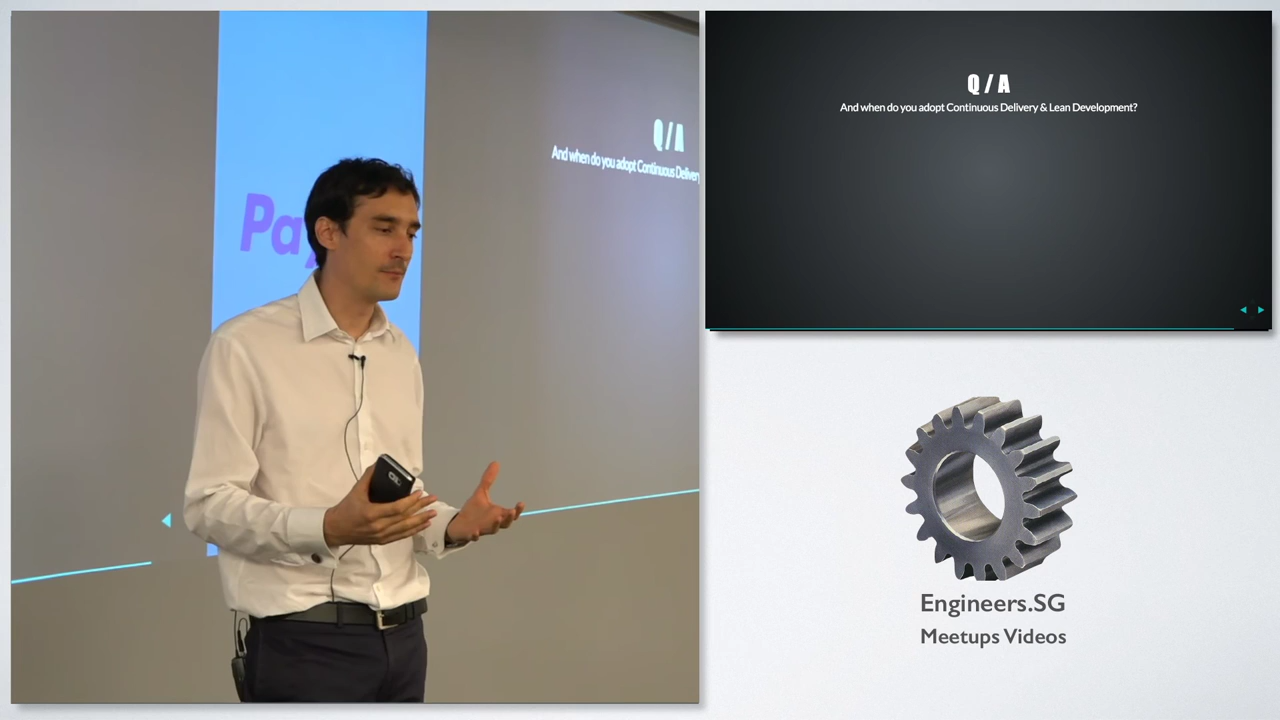 Pay
Q / A
And when do you adopt Continuous Delivery
Q / A
And when do you adopt Continuous Delivery & Lean Development?
Engineers.SG
Meetups Videos